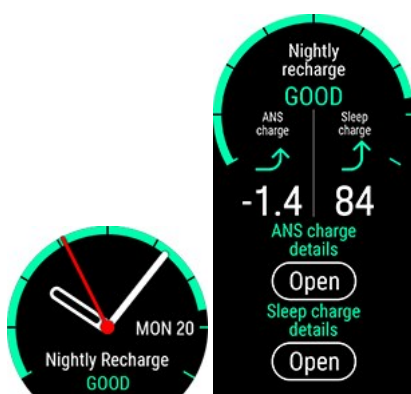 MON 20
Nightly Recharge
GOOD
Nightly
recharge
GOOD
ANS
charge
Sleep
charge
-1.4
84
ANS charge
details
Open
Sleep charge
details
Open